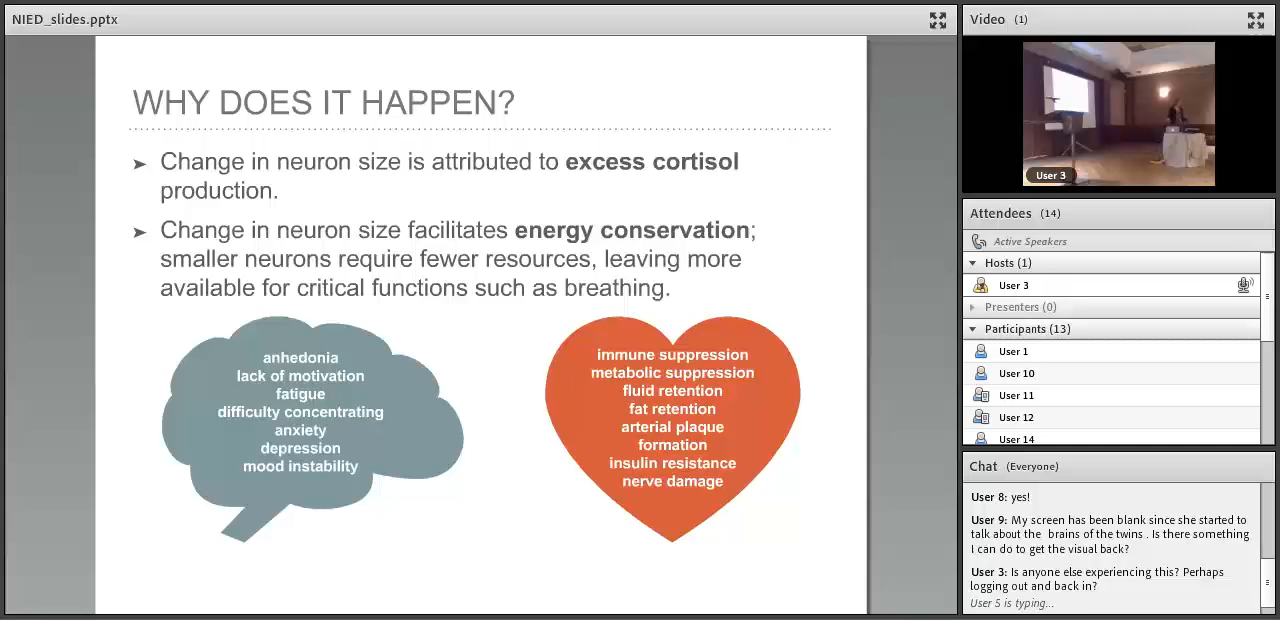 NIED_slides.pptx
WHY DOES IT HAPPEN?
➤ Change in neuron size is attributed to excess cortisol
production.
➤ Change in neuron size facilitates energy conservation;
smaller neurons require fewer resources, leaving more
available for critical functions such as breathing.
anhedonia
lack of motivation
fatigue
difficulty concentrating
anxiety
depression
mood instability
immune suppression
metabolic suppression
fluid retention
fat retention
arterial plaque
formation
insulin resistance
nerve damage
Video (1)
User 3
Attendees (14)
Active Speakers
Hosts (1)
User 3
Presenters (0)
Participants (13)
User 1
User 10
User 11
User 12
User 14
Chat (Everyone)
User 8: yes!
User 9: My screen has been blank since she started to
talk about the brains of the twins . Is there something
I can do to get the visual back?
User 3: Is anyone else experiencing this? Perhaps
logging out and back in?
User 5 is typing...